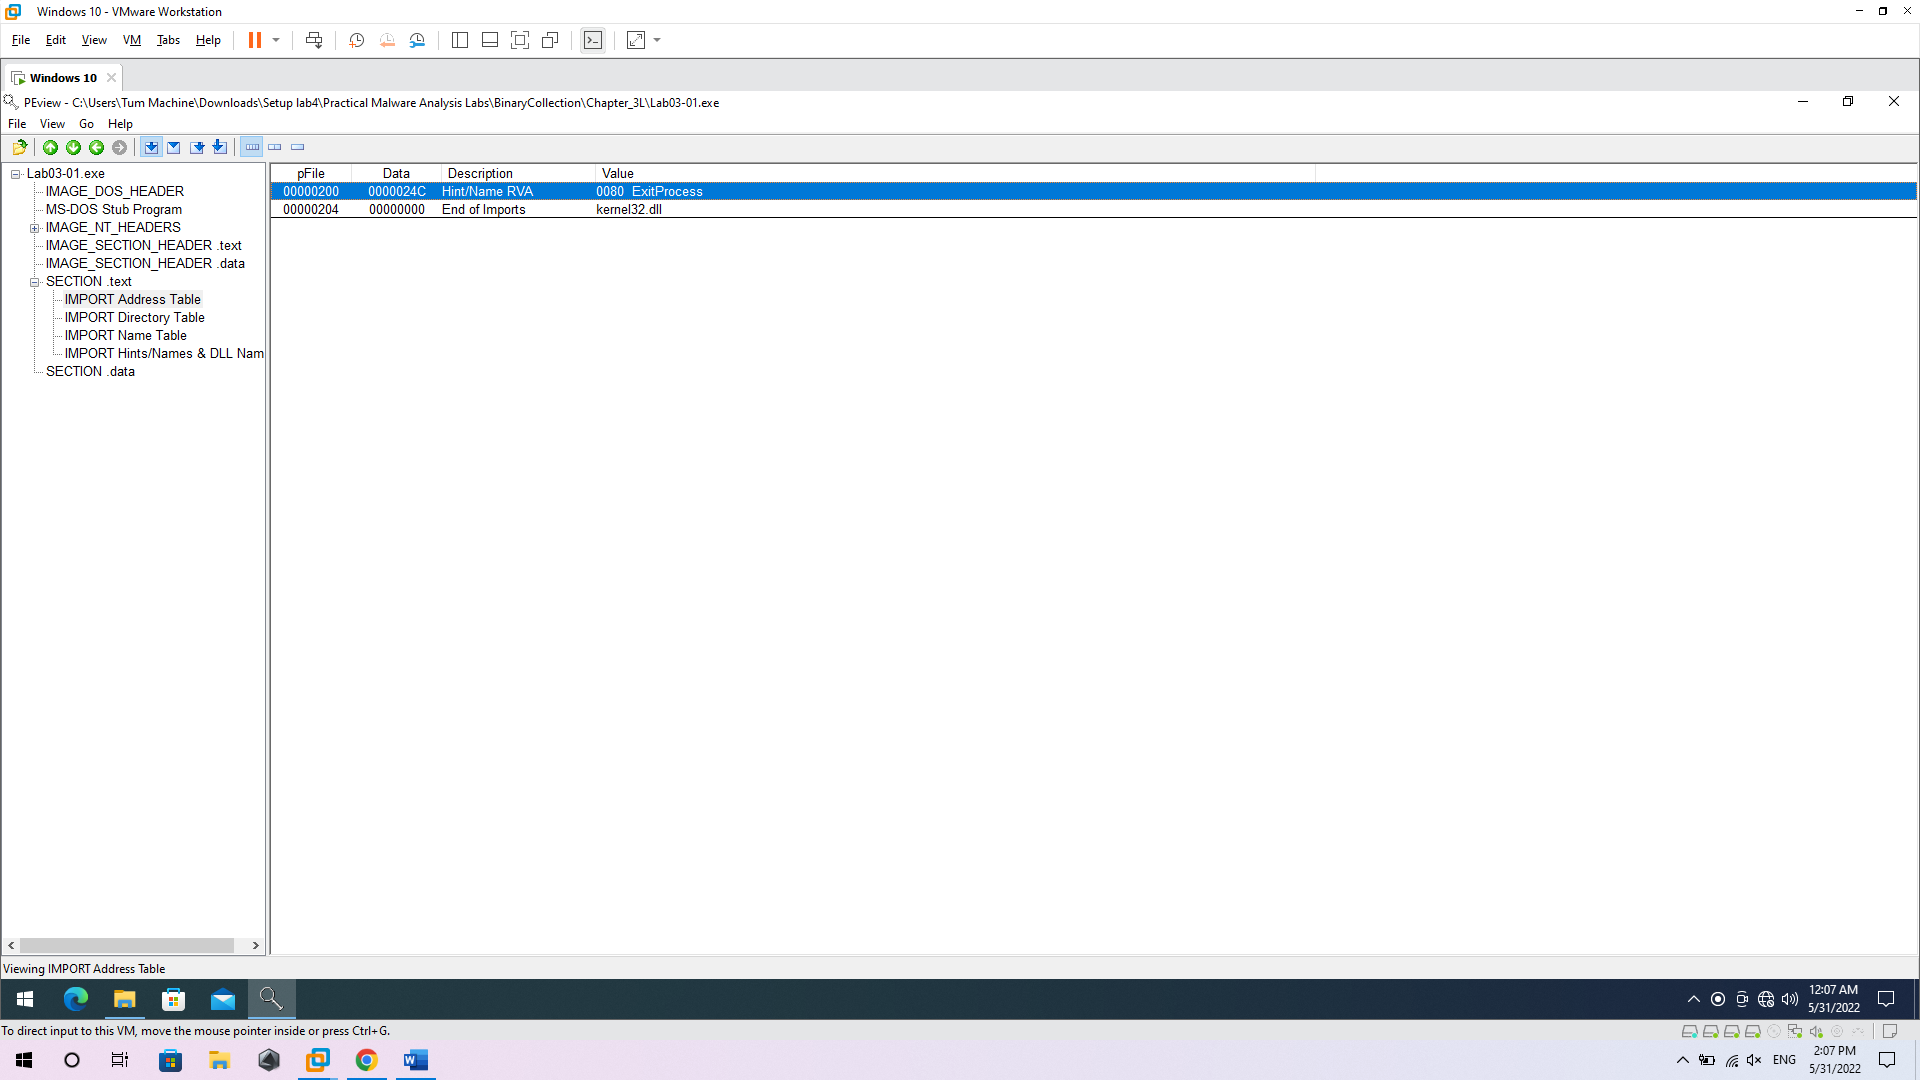 Windows 10 - VMware Workstation
File Edit View VM Tabs Help
Windows 10
PEview - C:\Users\Tum Machine\Downloads\Setup lab4\Practical Malware Analysis Labs\BinaryCollection\Chapter_3L\Lab03-01.exe
File View Go Help
Lab03-01.exe
IMAGE_DOS_HEADER
MS-DOS Stub Program
IMAGE_NT_HEADERS
IMAGE_SECTION_HEADER .text
IMAGE_SECTION_HEADER .data
SECTION .text
IMPORT Address Table
IMPORT Directory Table
IMPORT Name Table
IMPORT Hints/Names & DLL Nam
SECTION .data
pFile Data Description Value
00000200 0000024C Hint/Name RVA 0080 ExitProcess
00000204 00000000 End of Imports kernel32.dll
Viewing IMPORT Address Table
12:07 AM
5/31/2022
To direct input to this VM, move the mouse pointer inside or press Ctrl+G.
ENG
2:07 PM
5/31/2022